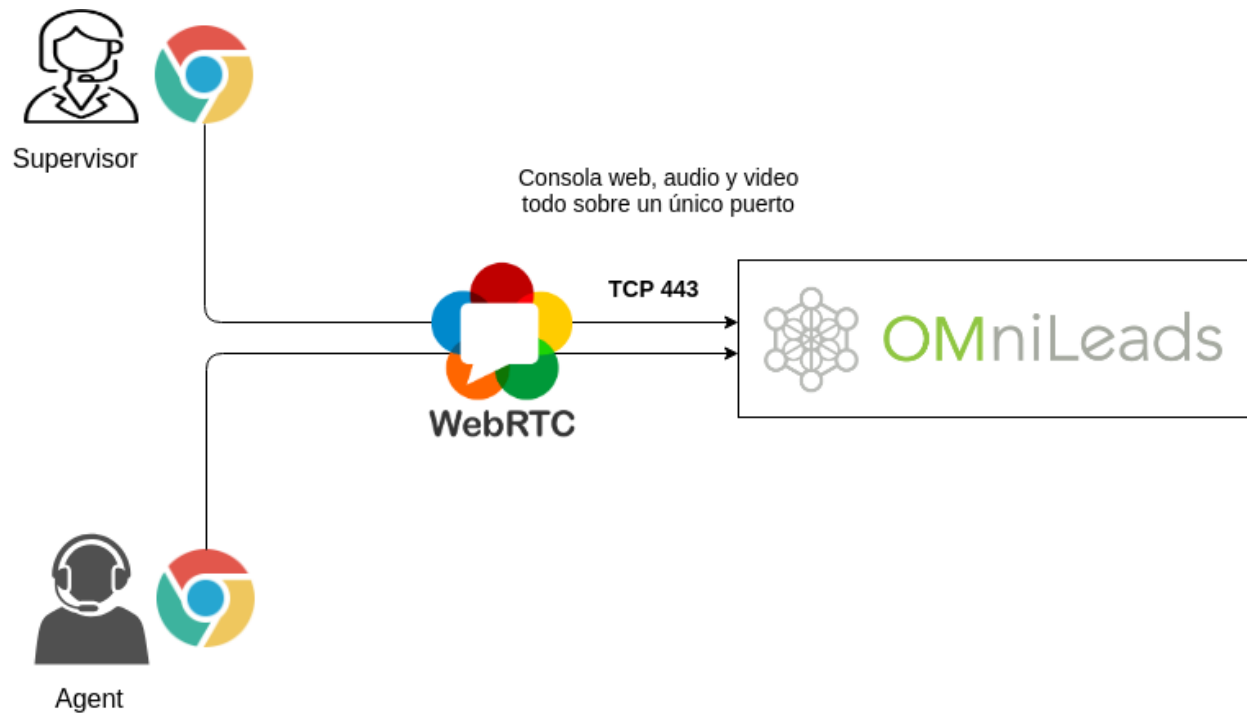 Supervisor
Consola web, audio y video
todo sobre un único puerto
TCP 443
OMniLeads
WebRTC
Agent